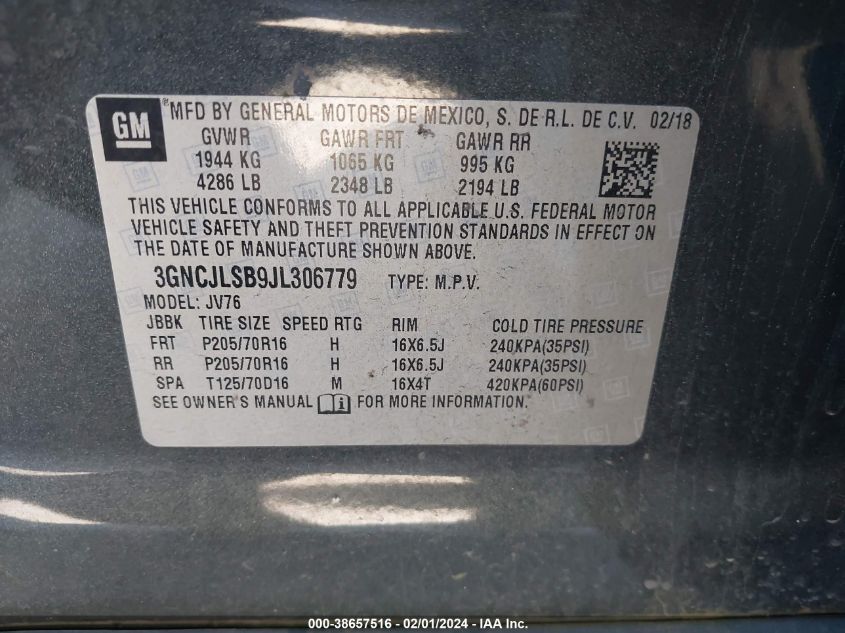 GM
®MFD BY GENERAL MOTORS DE MEXICO, S. DE R.L. DE C.V. 02/18
GVWR GAWR FRT GAWR RR
1944 KG 1065 KG 995 KG
4286 LB 2348 LB 2194 LB
THIS VEHICLE CONFORMS TO ALL APPLICABLE U.S. FEDERAL MOTOR
VEHICLE SAFETY AND THEFT PREVENTION STANDARDS IN EFFECT ON
THE DATE OF MANUFACTURE SHOWN ABOVE.
3GNCJLSB9JL306779 TYPE: M.P.V.
MODEL: JV76
JBBK TIRE SIZE SPEED RTG RIM COLD TIRE PRESSURE
FRT P205/70R16 H 16X6.5J 240KPA(35PSI)
RR P205/70R16 H 16X6.5J 240KPA(35PSI)
SPA T125/70D16 M 16X4T 420KPA(60PSI)
SEE OWNER'S MANUAL FOR MORE INFORMATION.
000-38657516 - 02/01/2024 - IAA Inc.